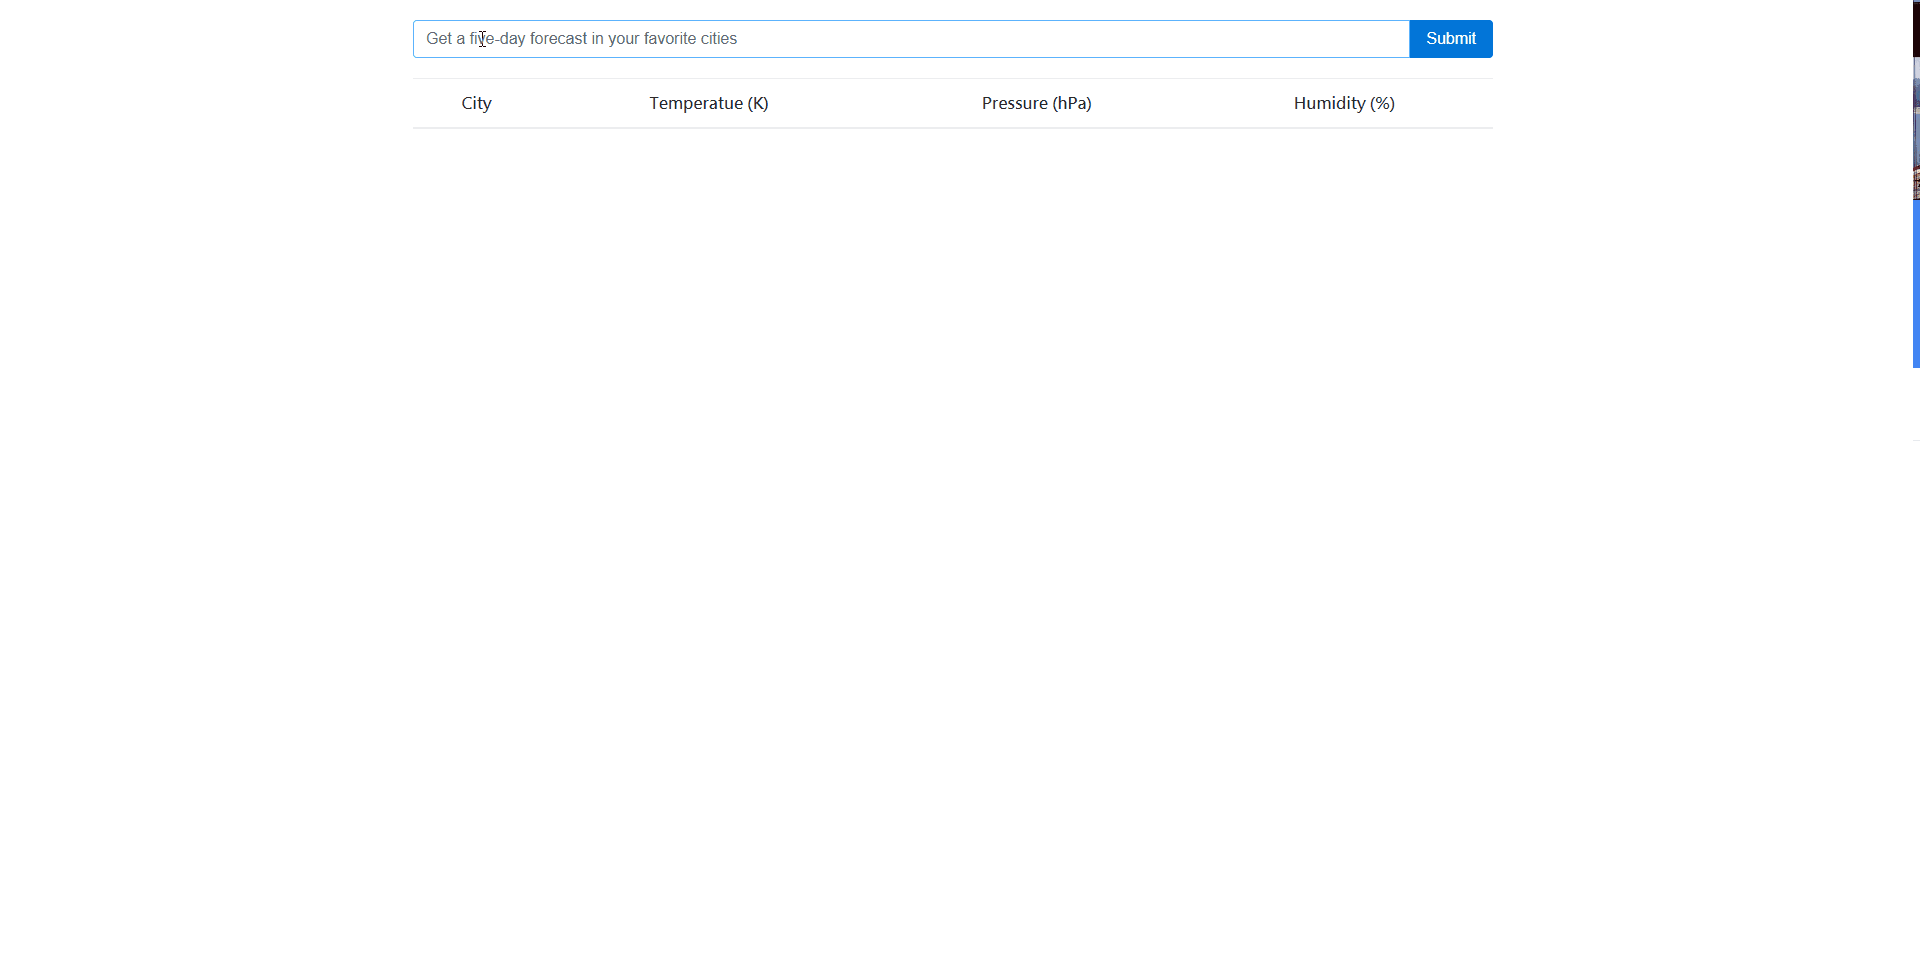 Get a five-day forecast in your favorite cities Submit
City Temperatue (K) Pressure (hPa) Humidity (%)